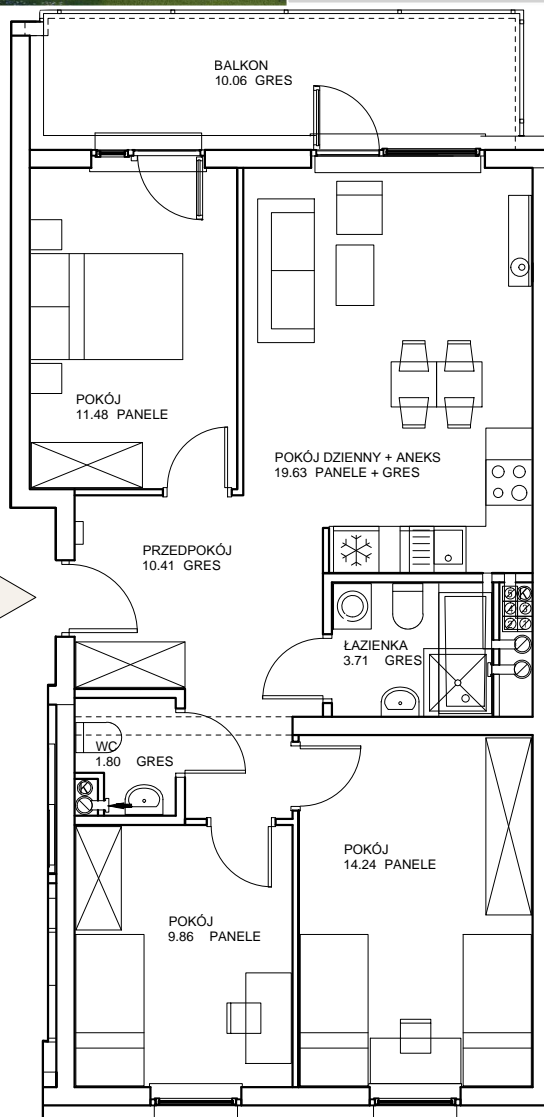 BALKON
10.06 GRES
POKÓJ
11.48 PANELE
POKÓJ DZIENNY + ANEKS
19.63 PANELE + GRES
PRZEDPOKÓJ
10.41 GRES
ŁAZIENKA
3.71 GRES
WC
1.80 GRES
POKÓJ
14.24 PANELE
POKÓJ
9.86 PANELE